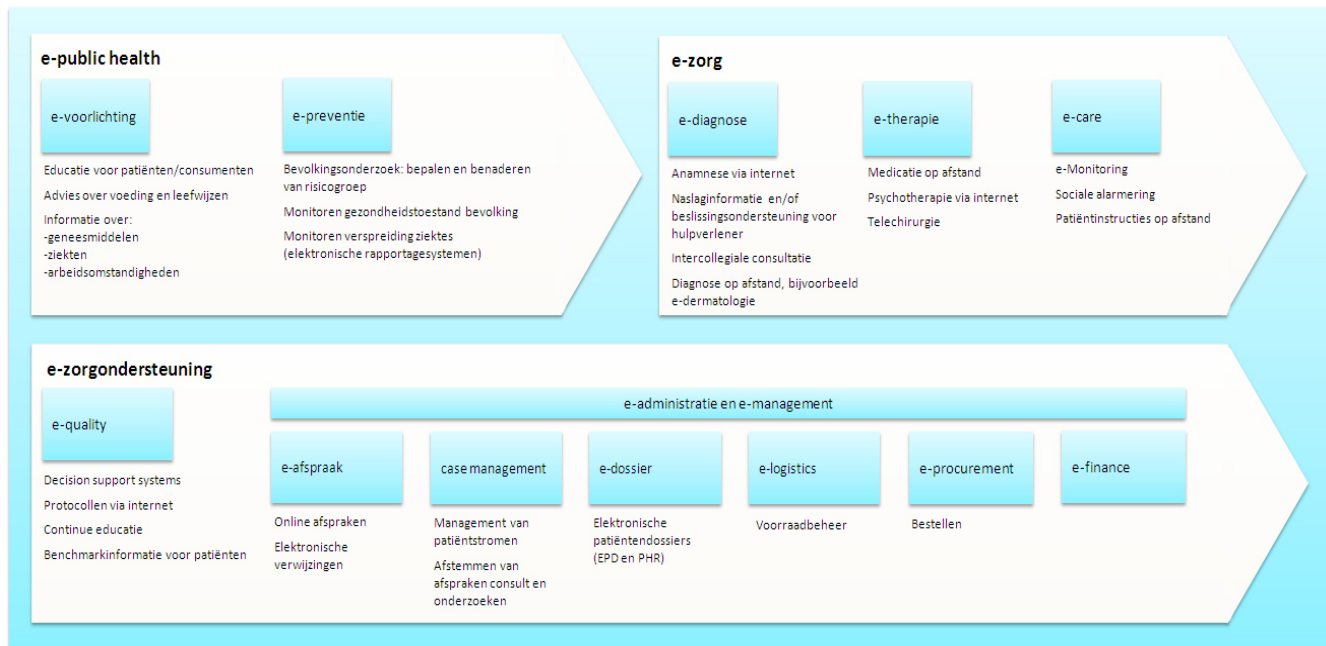 e-public health
e-voorlichting
Educatie voor patiënten/consumenten
Advies over voeding en leefwijzen
Informatie over:
-geneesmiddelen
-ziekten
-arbeidsomstandigheden
e-preventie
Bevolkingsonderzoek: bepalen en benaderen
van risicogroep
Monitoren gezondheidstoestand bevolking
Monitoren verspreiding ziektes
(elektronische rapportagesystemen)
e-zorg
e-diagnose
Anamnese via internet
Naslaginformatie en/of
beslissingsondersteuning voor
hulpverlener
Intercollegiale consultatie
Diagnose op afstand, bijvoorbeeld
e-dermatologie
e-therapie
Medicatie op afstand
Psychotherapie via internet
Telechirurgie
e-care
e-Monitoring
Sociale alarmering
Patiëntinstructies op afstand
e-zorgondersteuning
e-quality
Decision support systems
Protocollen via internet
Continue educatie
Benchmarkinformatie voor patiënten
e-administratie en e-management
e-afspraak
Online afspraken
Elektronische
verwijzingen
case management
Management van
patiëntstromen
Afstemmen van
afspraken consult en
onderzoeken
e-dossier
Elektronische
patiëntendossiers
(EPD en PHR)
e-logistics
Voorraadbeheer
e-procurement
Bestellen
e-finance